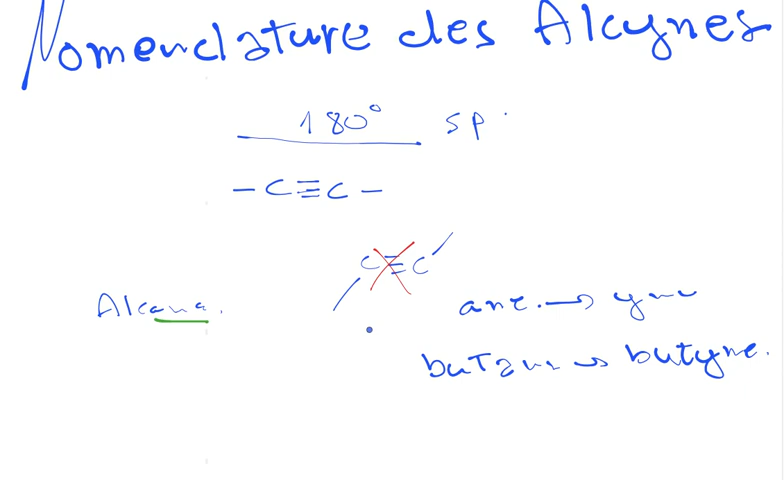 Nomenclature des Alcynes
180° sp.
-C≡C-
C≡C
Alcane.
ane. → yne
butane → butyne.